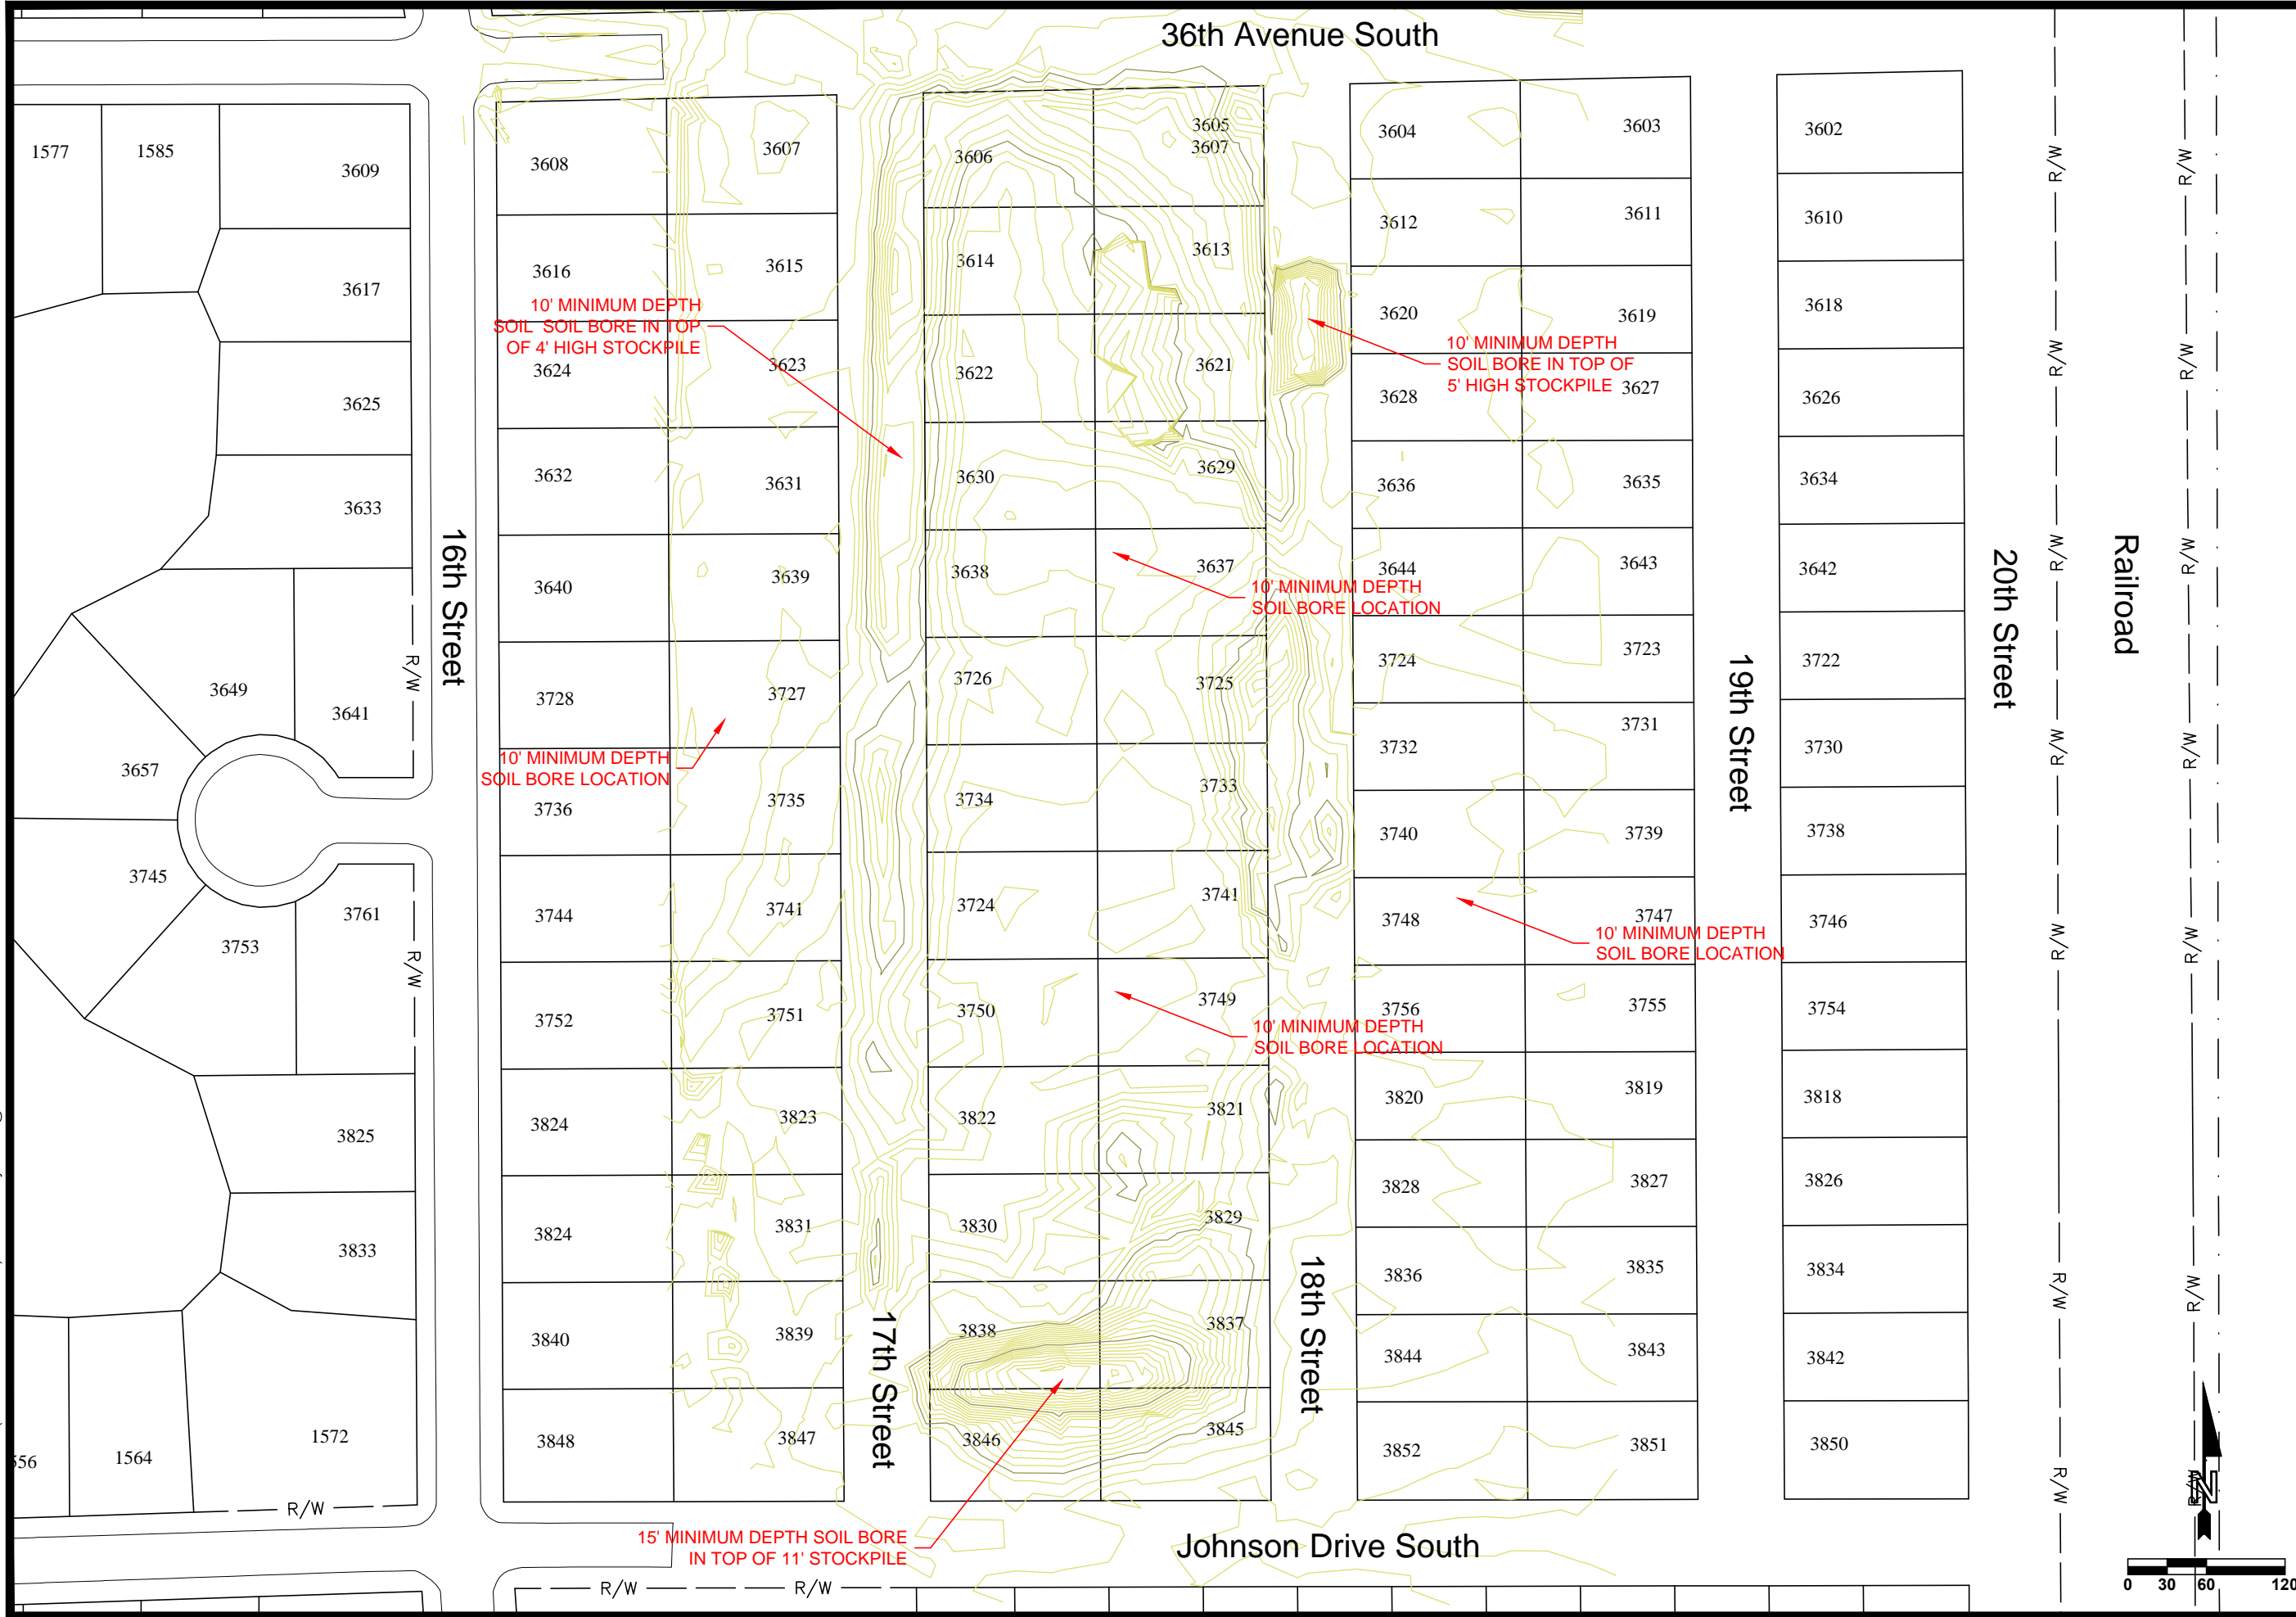 36th Avenue South
1577
1585
3609
3617
3625
3633
3649
3641
3657
3745
3761
3753
3825
3833
1564
1572
R/W
R/W
R/W
16th Street
3608
3607
3616
3615
3624
3623
3632
3631
3640
3639
3728
3727
3736
3735
3744
3741
3752
3751
3824
3823
3824
3831
3840
3839
3848
3847
10' MINIMUM DEPTH
SOIL SOIL BORE IN TOP
OF 4' HIGH STOCKPILE
10' MINIMUM DEPTH
SOIL BORE LOCATION
17th Street
3606
3605
3607
3614
3613
3622
3621
3630
3629
3638
3637
3726
3725
3734
3733
3724
3741
3750
3749
3822
3821
3830
3829
3838
3837
3846
3845
10' MINIMUM DEPTH
SOIL BORE LOCATION
10' MINIMUM DEPTH
SOIL BORE LOCATION
15' MINIMUM DEPTH SOIL BORE
IN TOP OF 11' STOCKPILE
18th Street
3604
3603
3612
3611
3620
3619
10' MINIMUM DEPTH
SOIL BORE IN TOP OF
5' HIGH STOCKPILE
3628
3627
3636
3635
3644
3643
3724
3723
3732
3731
3740
3739
3748
3747
10' MINIMUM DEPTH
SOIL BORE LOCATION
3756
3755
3820
3819
3828
3827
3836
3835
3844
3843
3852
3851
19th Street
3602
3610
3618
3626
3634
3642
3722
3730
3738
3746
3754
3818
3826
3834
3842
3850
20th Street
Railroad
R/W
R/W
R/W
R/W
R/W
R/W
R/W
R/W
R/W
R/W
R/W
R/W
R/W
R/W
Johnson Drive South
R/W
R/W
N
0 30 60 120